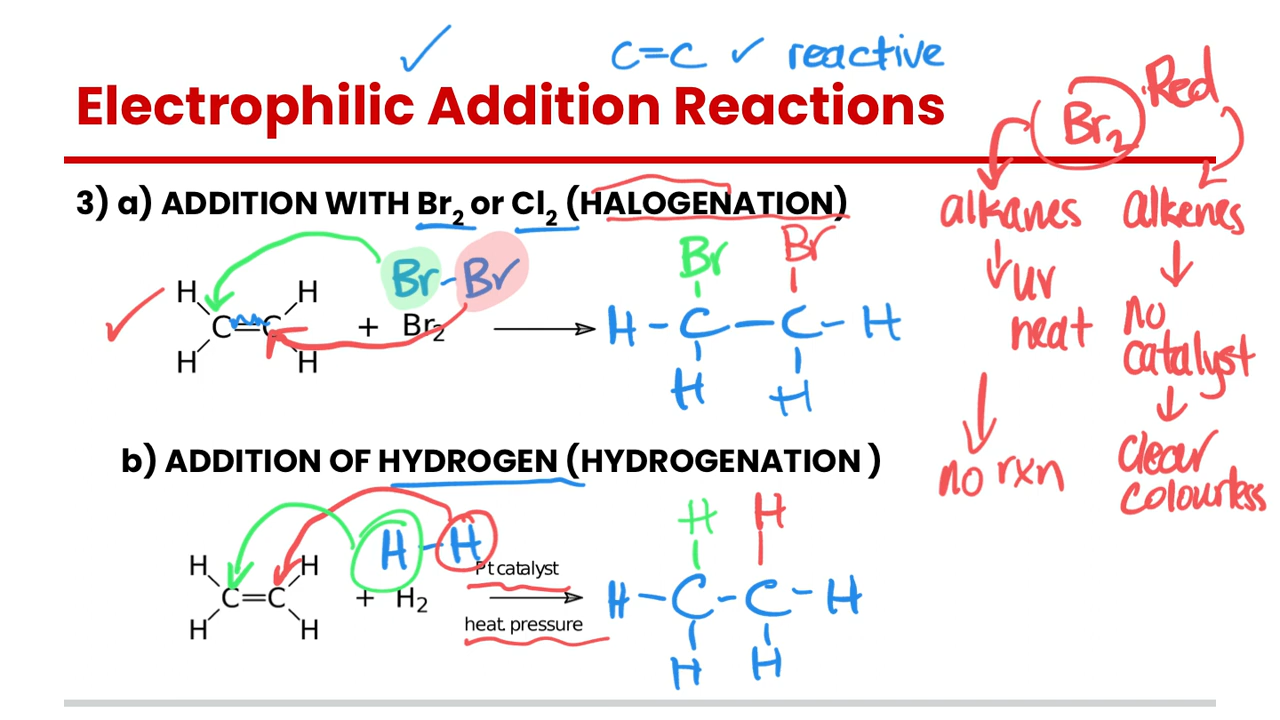 ✓ C=C ✓ reactive
Electrophilic Addition Reactions
Br₂ Red
3) a) ADDITION WITH Br₂ or Cl₂ (HALOGENATION)
alkanes alkenes
Br Br
Br-Br
UV
heat
H H
C=C + Br₂ H-C-C-H
H H
H H
no
catalyst
b) ADDITION OF HYDROGEN (HYDROGENATION )
no rxn
clear
colourless
H H
H-H
H H
Pt catalyst
C=C + H₂ H-C-C-H
heat pressure
H H
H H